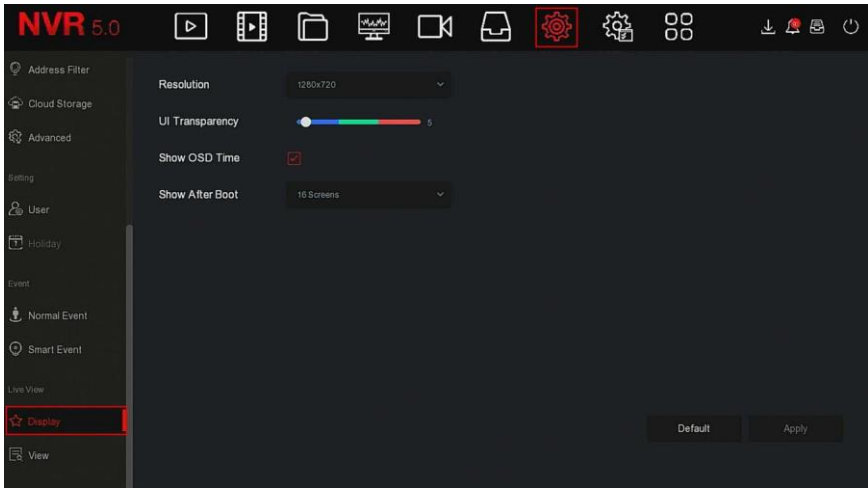 NVR 5.0
Address Filter
Cloud Storage
Advanced
Setting
User
Holiday
Event
Normal Event
Smart Event
Live View
Display
View
Resolution
1280x720
UI Transparency
5
Show OSD Time
Show After Boot
16 Screens
Default
Apply